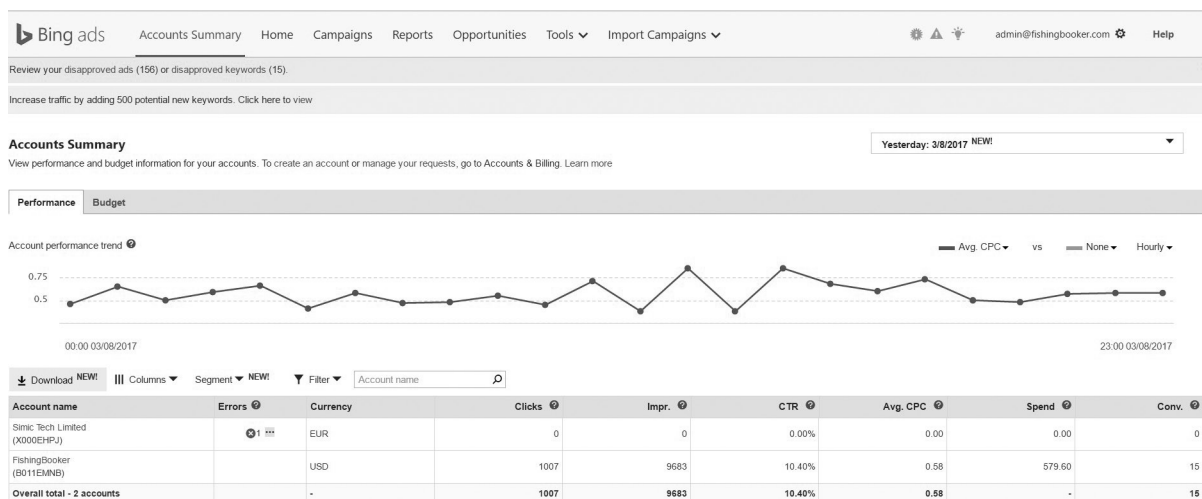 Bing ads Accounts Summary Home Campaigns Reports Opportunities Tools Import Campaigns admin@fishingbooker.com Help
Review your disapproved ads (156) or disapproved keywords (15).
Increase traffic by adding 500 potential new keywords. Click here to view
Accounts Summary
Yesterday: 3/8/2017 NEW!
View performance and budget information for your accounts. To create an account or manage your requests, go to Accounts & Billing. Learn more
Performance Budget
Account performance trend Avg. CPC vs None Hourly
0.75
0.5
00:00 03/08/2017 23:00 03/08/2017
Download NEW! Columns Segment NEW! Filter Account name
Account name Errors Currency Clicks Impr. CTR Avg. CPC Spend Conv.
Simic Tech Limited
(X000EHPJ) 1 EUR 0 0 0.00% 0.00 0.00 0
FishingBooker
(B011EMNB) USD 1007 9683 10.40% 0.58 579.60 15
Overall total - 2 accounts - 1007 9683 10.40% 0.58 - 15